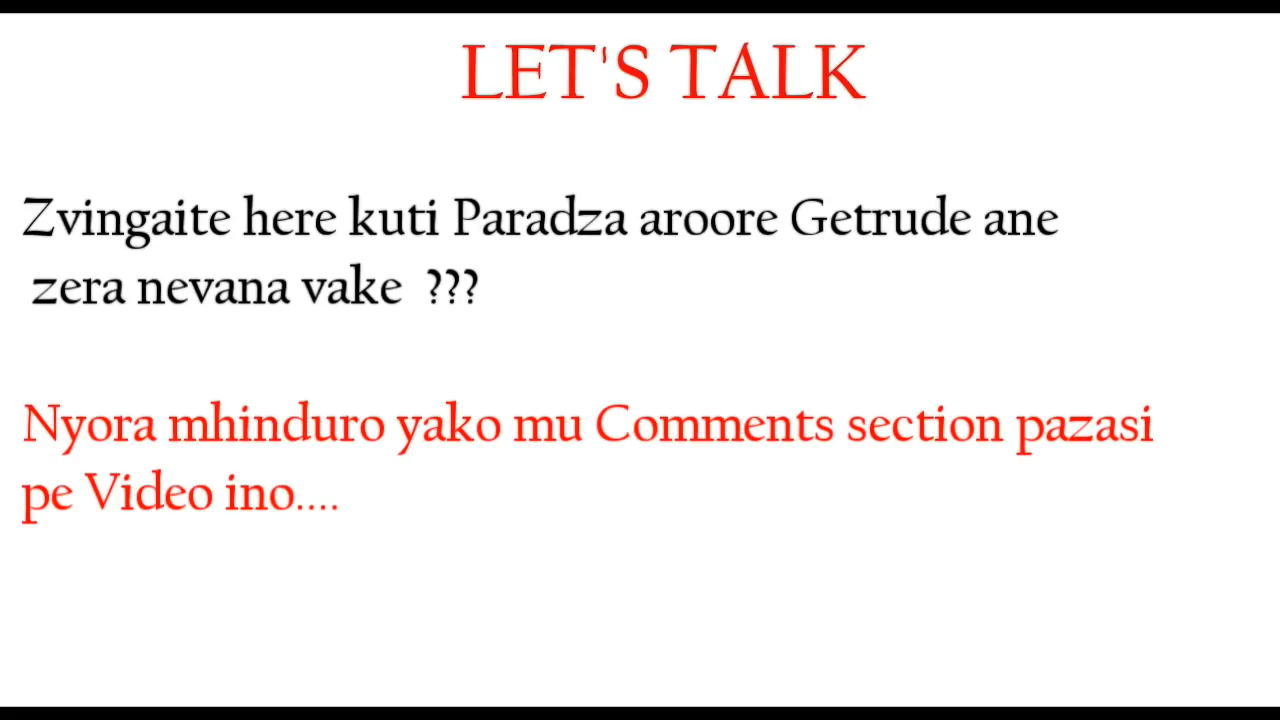 LET'S TALK
Zvingaite here kuti Paradza aroore Getrude ane
zera nevana vake ???
Nyora mhinduro yako mu Comments section pazasi
pe Video ino....